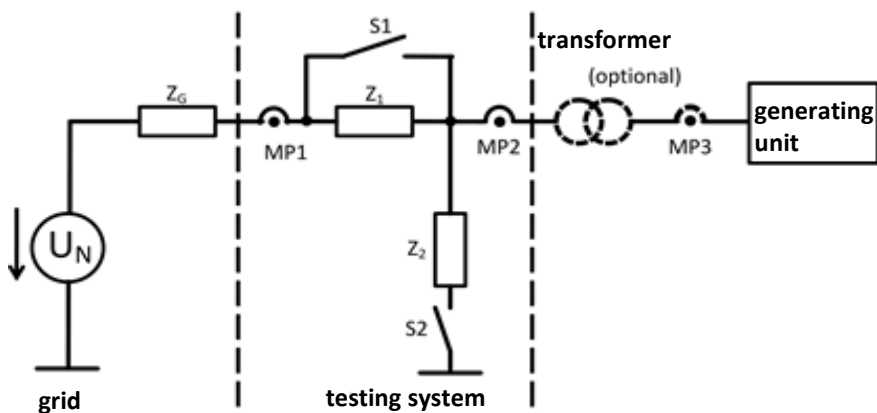 S1
transformer
(optional)
Z_G
Z_1
generating
unit
MP1
MP2
MP3
U_N
Z_2
S2
grid
testing system